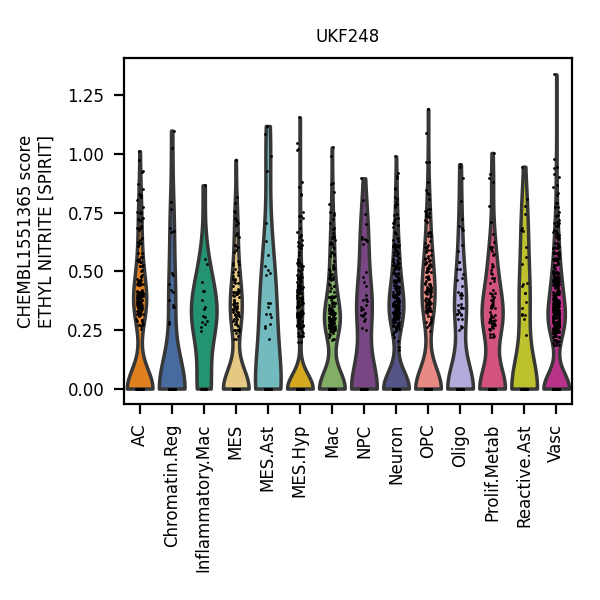 UKF248
CHEMBL1551365 score
ETHYL NITRITE [SPIRIT]
1.25
1.00
0.75
0.50
0.25
0.00
AC
Chromatin.Reg
Inflammatory.Mac
MES
MES.Ast
MES.Hyp
Mac
NPC
Neuron
OPC
Oligo
Prolif.Metab
Reactive.Ast
Vasc